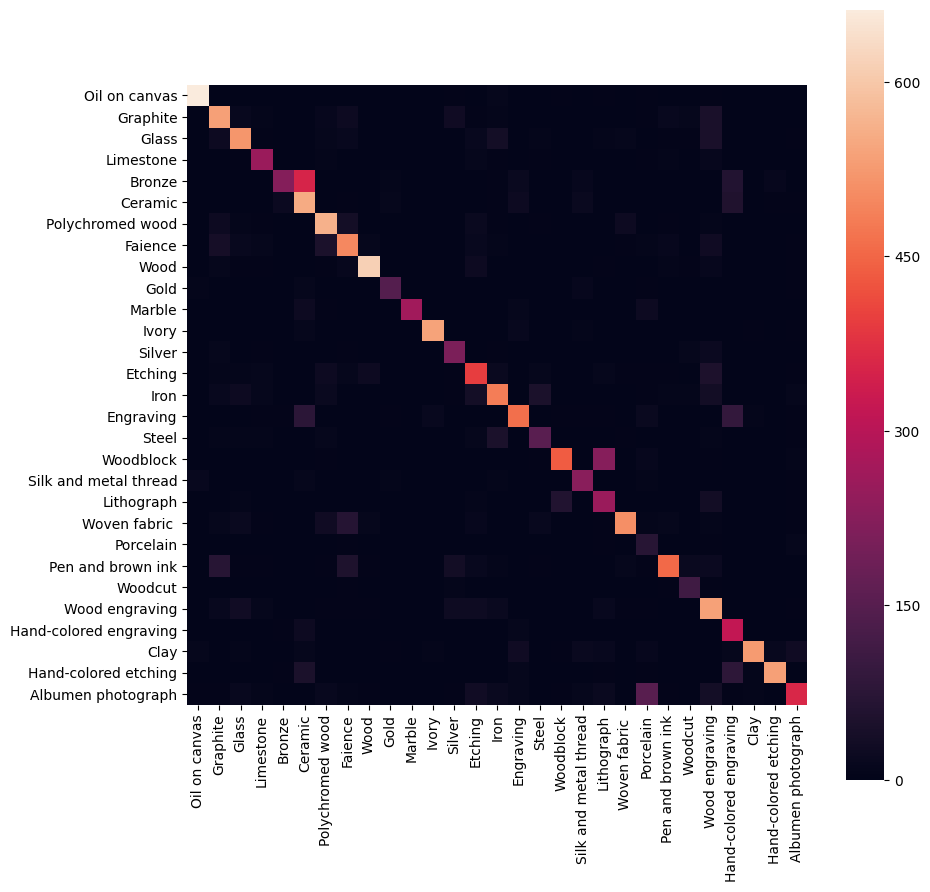 Oil on canvas
Graphite
Glass
Limestone
Bronze
Ceramic
Polychromed wood
Faience
Wood
Gold
Marble
Ivory
Silver
Etching
Iron
Engraving
Steel
Woodblock
Silk and metal thread
Lithograph
Woven fabric
Porcelain
Pen and brown ink
Woodcut
Wood engraving
Hand-colored engraving
Clay
Hand-colored etching
Albumen photograph
Oil on canvas
Graphite
Glass
Limestone
Bronze
Ceramic
Polychromed wood
Faience
Wood
Gold
Marble
Ivory
Silver
Etching
Iron
Engraving
Steel
Woodblock
Silk and metal thread
Lithograph
Woven fabric
Porcelain
Pen and brown ink
Woodcut
Wood engraving
Hand-colored engraving
Clay
Hand-colored etching
Albumen photograph
600
450
300
150
0